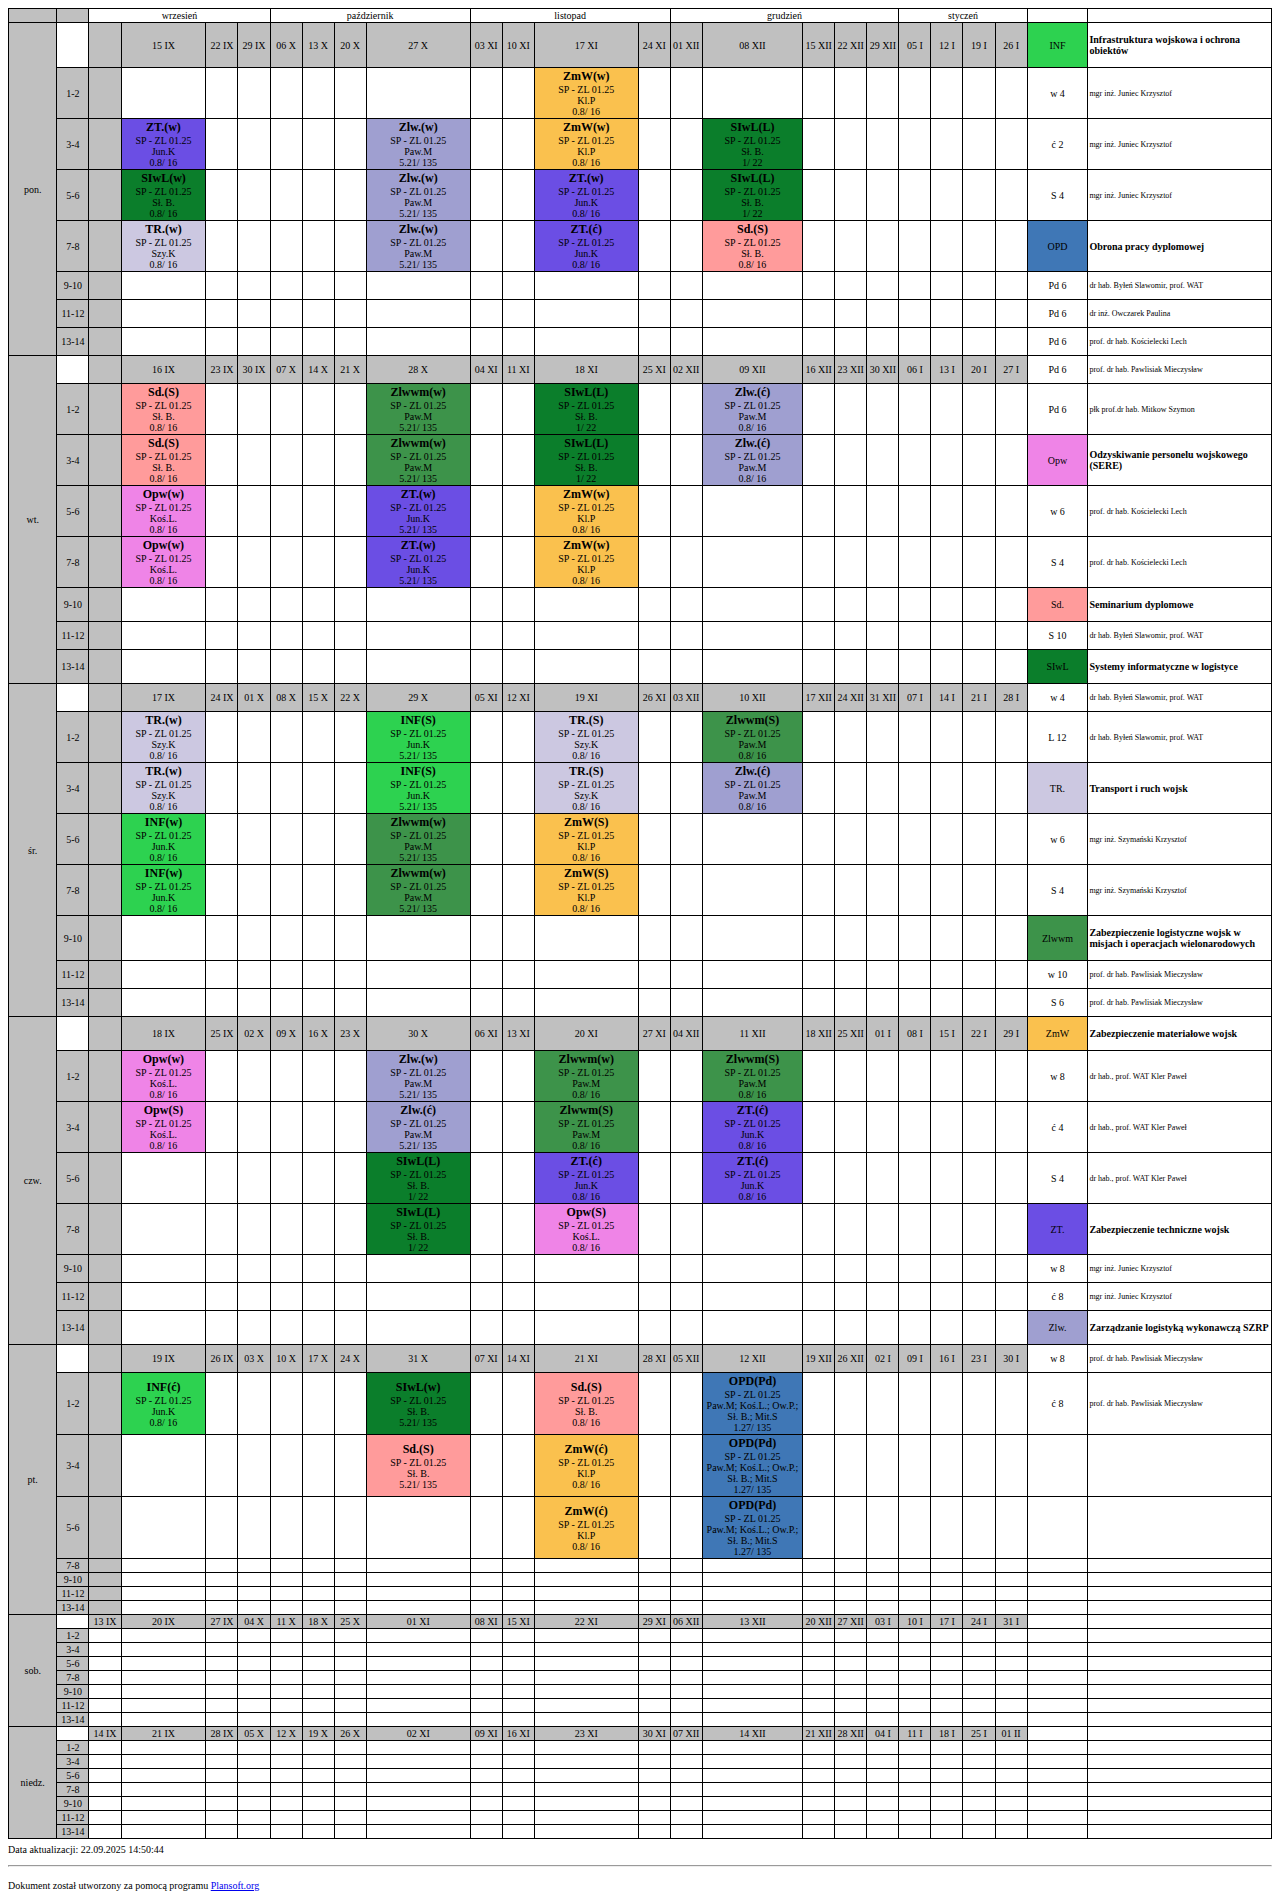 wrzesień październik listopad grudzień styczeń
pon. 15 IX 22 IX 29 IX 06 X 13 X 20 X 27 X 03 XI 10 XI 17 XI 24 XI 01 XII 08 XII 15 XII 22 XII 29 XII 05 I 12 I 19 I 26 I INF Infrastruktura wojskowa i ochrona obiektów
1-2 ZmW(w) SP - ZL 01.25 Kl.P 0.8/ 16 w 4 mgr inż. Juniec Krzysztof
3-4 ZT.(w) SP - ZL 01.25 Jun.K 0.8/ 16 Zlw.(w) SP - ZL 01.25 Paw.M 5.21/ 135 ZmW(w) SP - ZL 01.25 Kl.P 0.8/ 16 SIwL(L) SP - ZL 01.25 Sł. B. 1/ 22 ć 2 mgr inż. Juniec Krzysztof
5-6 SIwL(w) SP - ZL 01.25 Sł. B. 0.8/ 16 Zlw.(w) SP - ZL 01.25 Paw.M 5.21/ 135 ZT.(w) SP - ZL 01.25 Jun.K 0.8/ 16 SIwL(L) SP - ZL 01.25 Sł. B. 1/ 22 S 4 mgr inż. Juniec Krzysztof
7-8 TR.(w) SP - ZL 01.25 Szy.K 0.8/ 16 Zlw.(w) SP - ZL 01.25 Paw.M 5.21/ 135 ZT.(ć) SP - ZL 01.25 Jun.K 0.8/ 16 Sd.(S) SP - ZL 01.25 Sł. B. 0.8/ 16 OPD Obrona pracy dyplomowej
9-10 Pd 6 dr hab. Byłeń Slawomir, prof. WAT
11-12 Pd 6 dr inż. Owczarek Paulina
13-14 Pd 6 prof. dr hab. Kościelecki Lech
wt. 16 IX 23 IX 30 IX 07 X 14 X 21 X 28 X 04 XI 11 XI 18 XI 25 XI 02 XII 09 XII 16 XII 23 XII 30 XII 06 I 13 I 20 I 27 I Pd 6 prof. dr hab. Pawlisiak Mieczysław
1-2 Sd.(S) SP - ZL 01.25 Sł. B. 0.8/ 16 Zlwwm(w) SP - ZL 01.25 Paw.M 5.21/ 135 SIwL(L) SP - ZL 01.25 Sł. B. 1/ 22 Zlw.(ć) SP - ZL 01.25 Paw.M 0.8/ 16 Pd 6 płk prof.dr hab. Mitkow Szymon
3-4 Sd.(S) SP - ZL 01.25 Sł. B. 0.8/ 16 Zlwwm(w) SP - ZL 01.25 Paw.M 5.21/ 135 SIwL(L) SP - ZL 01.25 Sł. B. 1/ 22 Zlw.(ć) SP - ZL 01.25 Paw.M 0.8/ 16 Opw Odzyskiwanie personelu wojskowego (SERE)
5-6 Opw(w) SP - ZL 01.25 Koś.L. 0.8/ 16 ZT.(w) SP - ZL 01.25 Jun.K 5.21/ 135 ZmW(w) SP - ZL 01.25 Kl.P 0.8/ 16 w 6 prof. dr hab. Kościelecki Lech
7-8 Opw(w) SP - ZL 01.25 Koś.L. 0.8/ 16 ZT.(w) SP - ZL 01.25 Jun.K 5.21/ 135 ZmW(w) SP - ZL 01.25 Kl.P 0.8/ 16 S 4 prof. dr hab. Kościelecki Lech
9-10 Sd. Seminarium dyplomowe
11-12 S 10 dr hab. Byłeń Slawomir, prof. WAT
13-14 SIwL Systemy informatyczne w logistyce
śr. 17 IX 24 IX 01 X 08 X 15 X 22 X 29 X 05 XI 12 XI 19 XI 26 XI 03 XII 10 XII 17 XII 24 XII 31 XII 07 I 14 I 21 I 28 I w 4 dr hab. Byłeń Slawomir, prof. WAT
1-2 TR.(w) SP - ZL 01.25 Szy.K 0.8/ 16 INF(S) SP - ZL 01.25 Jun.K 5.21/ 135 TR.(S) SP - ZL 01.25 Szy.K 0.8/ 16 Zlwwm(S) SP - ZL 01.25 Paw.M 0.8/ 16 L 12 dr hab. Byłeń Slawomir, prof. WAT
3-4 TR.(w) SP - ZL 01.25 Szy.K 0.8/ 16 INF(S) SP - ZL 01.25 Jun.K 5.21/ 135 TR.(S) SP - ZL 01.25 Szy.K 0.8/ 16 Zlw.(ć) SP - ZL 01.25 Paw.M 0.8/ 16 TR. Transport i ruch wojsk
5-6 INF(w) SP - ZL 01.25 Jun.K 0.8/ 16 Zlwwm(w) SP - ZL 01.25 Paw.M 5.21/ 135 ZmW(S) SP - ZL 01.25 Kl.P 0.8/ 16 w 6 mgr inż. Szymański Krzysztof
7-8 INF(w) SP - ZL 01.25 Jun.K 0.8/ 16 Zlwwm(w) SP - ZL 01.25 Paw.M 5.21/ 135 ZmW(S) SP - ZL 01.25 Kl.P 0.8/ 16 S 4 mgr inż. Szymański Krzysztof
9-10 Zlwwm Zabezpieczenie logistyczne wojsk w misjach i operacjach wielonarodowych
11-12 w 10 prof. dr hab. Pawlisiak Mieczysław
13-14 S 6 prof. dr hab. Pawlisiak Mieczysław
czw. 18 IX 25 IX 02 X 09 X 16 X 23 X 30 X 06 XI 13 XI 20 XI 27 XI 04 XII 11 XII 18 XII 25 XII 01 I 08 I 15 I 22 I 29 I ZmW Zabezpieczenie materiałowe wojsk
1-2 Opw(w) SP - ZL 01.25 Koś.L. 0.8/ 16 Zlw.(w) SP - ZL 01.25 Paw.M 5.21/ 135 Zlwwm(w) SP - ZL 01.25 Paw.M 0.8/ 16 Zlwwm(S) SP - ZL 01.25 Paw.M 0.8/ 16 w 8 dr hab., prof. WAT Kler Paweł
3-4 Opw(S) SP - ZL 01.25 Koś.L. 0.8/ 16 Zlw.(ć) SP - ZL 01.25 Paw.M 5.21/ 135 Zlwwm(S) SP - ZL 01.25 Paw.M 0.8/ 16 ZT.(ć) SP - ZL 01.25 Jun.K 0.8/ 16 ć 4 dr hab., prof. WAT Kler Paweł
5-6 SIwL(L) SP - ZL 01.25 Sł. B. 1/ 22 ZT.(ć) SP - ZL 01.25 Jun.K 0.8/ 16 ZT.(ć) SP - ZL 01.25 Jun.K 0.8/ 16 S 4 dr hab., prof. WAT Kler Paweł
7-8 SIwL(L) SP - ZL 01.25 Sł. B. 1/ 22 Opw(S) SP - ZL 01.25 Koś.L. 0.8/ 16 ZT. Zabezpieczenie techniczne wojsk
9-10 w 8 mgr inż. Juniec Krzysztof
11-12 ć 8 mgr inż. Juniec Krzysztof
13-14 Zlw. Zarządzanie logistyką wykonawczą SZRP
pt. 19 IX 26 IX 03 X 10 X 17 X 24 X 31 X 07 XI 14 XI 21 XI 28 XI 05 XII 12 XII 19 XII 26 XII 02 I 09 I 16 I 23 I 30 I w 8 prof. dr hab. Pawlisiak Mieczysław
1-2 INF(ć) SP - ZL 01.25 Jun.K 0.8/ 16 SIwL(w) SP - ZL 01.25 Sł. B. 5.21/ 135 Sd.(S) SP - ZL 01.25 Sł. B. 0.8/ 16 OPD(Pd) SP - ZL 01.25 Paw.M; Koś.L.; Ow.P.; Sł. B.; Mit.S 1.27/ 135 ć 8 prof. dr hab. Pawlisiak Mieczysław
3-4 Sd.(S) SP - ZL 01.25 Sł. B. 5.21/ 135 ZmW(ć) SP - ZL 01.25 Kl.P 0.8/ 16 OPD(Pd) SP - ZL 01.25 Paw.M; Koś.L.; Ow.P.; Sł. B.; Mit.S 1.27/ 135
5-6 ZmW(ć) SP - ZL 01.25 Kl.P 0.8/ 16 OPD(Pd) SP - ZL 01.25 Paw.M; Koś.L.; Ow.P.; Sł. B.; Mit.S 1.27/ 135
7-8
9-10
11-12
13-14
sob. 13 IX 20 IX 27 IX 04 X 11 X 18 X 25 X 01 XI 08 XI 15 XI 22 XI 29 XI 06 XII 13 XII 20 XII 27 XII 03 I 10 I 17 I 24 I 31 I
1-2
3-4
5-6
7-8
9-10
11-12
13-14
niedz. 14 IX 21 IX 28 IX 05 X 12 X 19 X 26 X 02 XI 09 XI 16 XI 23 XI 30 XI 07 XII 14 XII 21 XII 28 XII 04 I 11 I 18 I 25 I 01 II
1-2
3-4
5-6
7-8
9-10
11-12
13-14
Data aktualizacji: 22.09.2025 14:50:44
Dokument został utworzony za pomocą programu Plansoft.org